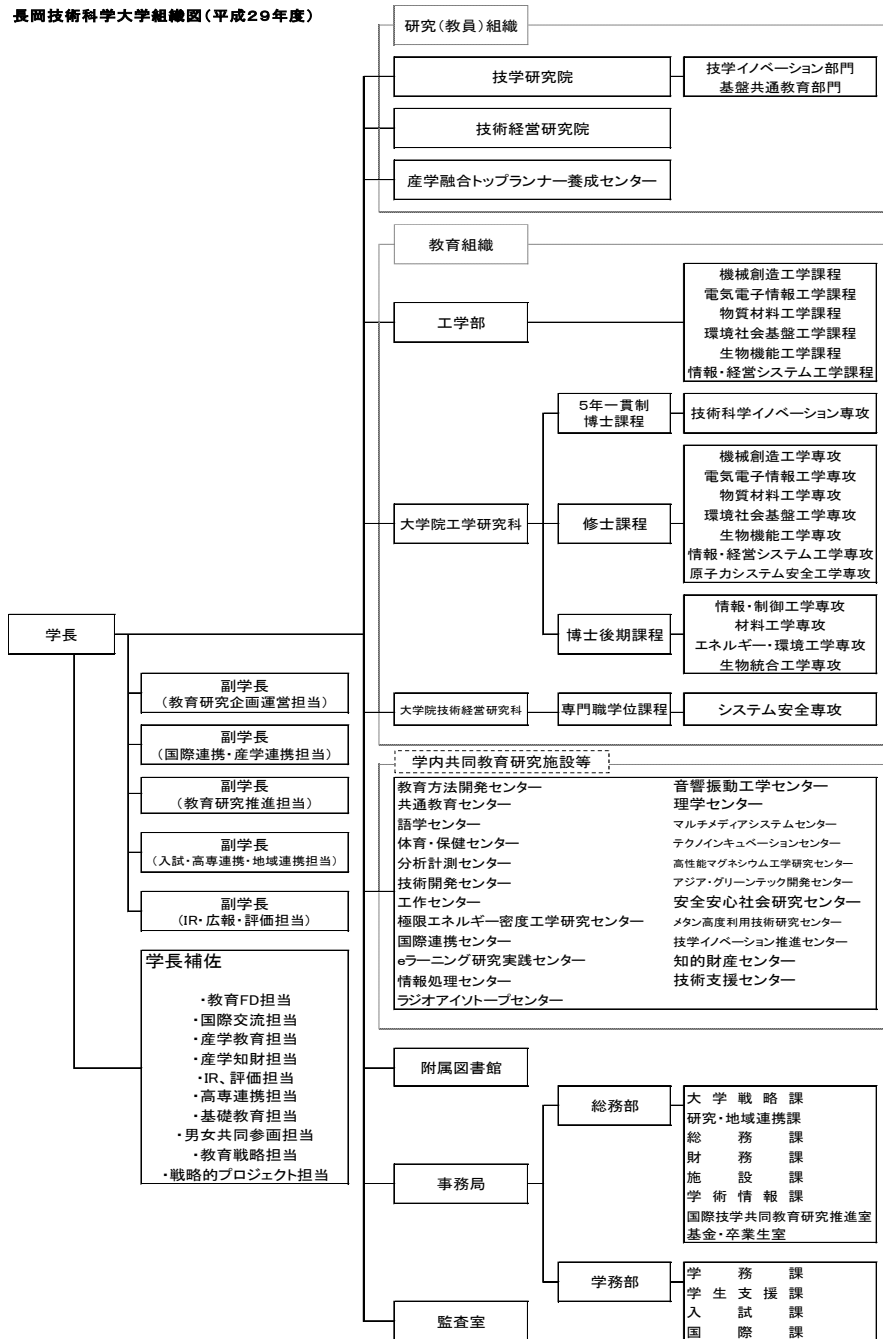 長岡技術科学大学組織図(平成29年度)
研究(教員)組織
技学研究院
技学イノベーション部門
基盤共通教育部門
技術経営研究院
産学融合トップランナー養成センター
教育組織
工学部
機械創造工学課程
電気電子情報工学課程
物質材料工学課程
環境社会基盤工学課程
生物機能工学課程
情報・経営システム工学課程
大学院工学研究科
5年一貫制
博士課程
技術科学イノベーション専攻
修士課程
機械創造工学専攻
電気電子情報工学専攻
物質材料工学専攻
環境社会基盤工学専攻
生物機能工学専攻
情報・経営システム工学専攻
原子力システム安全工学専攻
博士後期課程
情報・制御工学専攻
材料工学専攻
エネルギー・環境工学専攻
生物統合工学専攻
大学院技術経営研究科
専門職学位課程
システム安全専攻
学長
副学長
(教育研究企画運営担当)
副学長
(国際連携・産学連携担当)
副学長
(教育研究推進担当)
副学長
(入試・高専連携・地域連携担当)
副学長
(IR・広報・評価担当)
学長補佐
・教育FD担当
・国際交流担当
・産学教育担当
・産学知財担当
・IR、評価担当
・高専連携担当
・基礎教育担当
・男女共同参画担当
・教育戦略担当
・戦略的プロジェクト担当
学内共同教育研究施設等
教育方法開発センター
共通教育センター
語学センター
体育・保健センター
分析計測センター
技術開発センター
工作センター
極限エネルギー密度工学研究センター
国際連携センター
eラーニング研究実践センター
情報処理センター
ラジオアイソトープセンター
音響振動工学センター
理学センター
マルチメディアシステムセンター
テクノインキュベーションセンター
高性能マグネシウム工学研究センター
アジア・グリーンテック開発センター
安全安心社会研究センター
メタン高度利用技術研究センター
技学イノベーション推進センター
知的財産センター
技術支援センター
附属図書館
事務局
総務部
大学戦略課
研究・地域連携課
総務課
財務課
施設課
学術情報課
国際技学共同教育研究推進室
基金・卒業生室
学務部
学務課
学生支援課
入試課
国際課
監査室